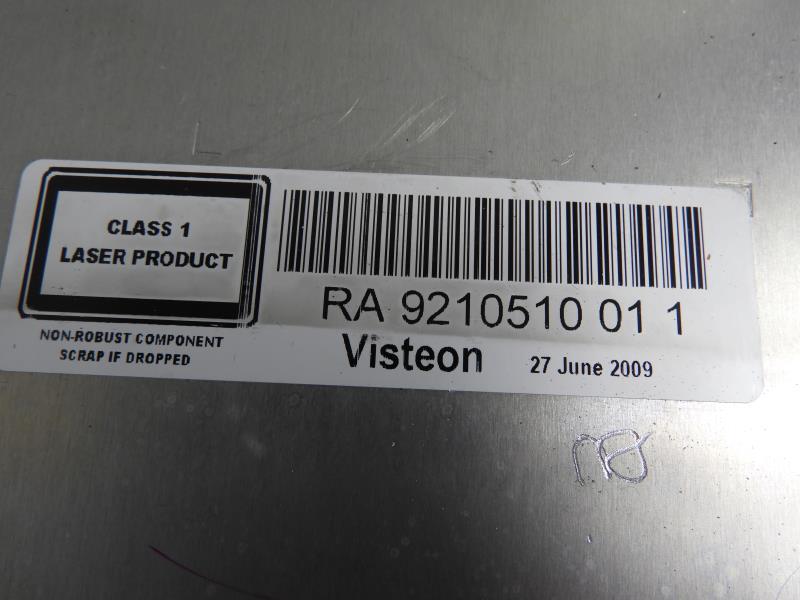 CLASS 1
LASER PRODUCT
NON-ROBUST COMPONENT
SCRAP IF DROPPED
RA 9210510 01 1
Visteon
27 June 2009